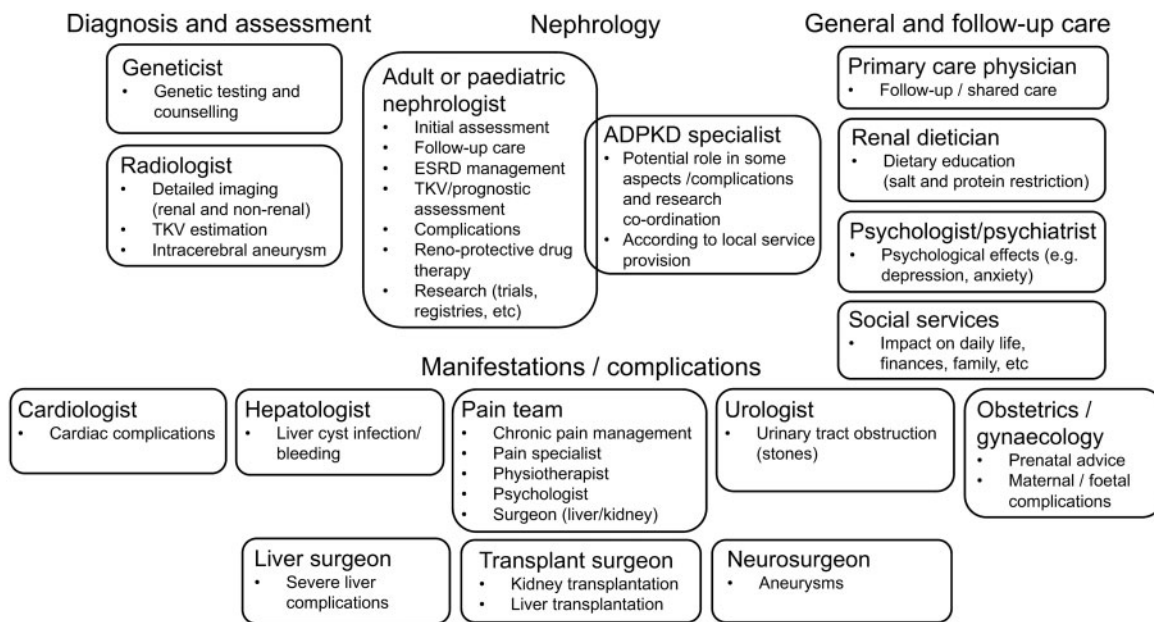 Diagnosis and assessment
Geneticist
• Genetic testing and
counselling
Radiologist
• Detailed imaging
(renal and non-renal)
• TKV estimation
• Intracerebral aneurysm
Nephrology
Adult or paediatric
nephrologist
• Initial assessment
• Follow-up care
• ESRD management
• TKV/prognostic
assessment
• Complications
• Reno-protective drug
therapy
• Research (trials,
registries, etc)
ADPKD specialist
• Potential role in some
aspects /complications
and research
co-ordination
• According to local service
provision
General and follow-up care
Primary care physician
• Follow-up / shared care
Renal dietician
• Dietary education
(salt and protein restriction)
Psychologist/psychiatrist
• Psychological effects (e.g.
depression, anxiety)
Social services
• Impact on daily life,
finances, family, etc
Manifestations / complications
Cardiologist
• Cardiac complications
Hepatologist
• Liver cyst infection/
bleeding
Pain team
• Chronic pain management
• Pain specialist
• Physiotherapist
• Psychologist
• Surgeon (liver/kidney)
Urologist
• Urinary tract obstruction
(stones)
Obstetrics /
gynaecology
• Prenatal advice
• Maternal / foetal
complications
Liver surgeon
• Severe liver
complications
Transplant surgeon
• Kidney transplantation
• Liver transplantation
Neurosurgeon
• Aneurysms